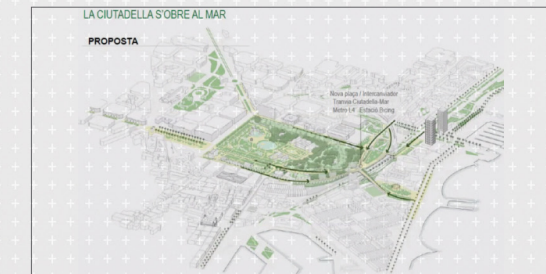 LA CIUTADELLA S'OBRE AL MAR
PROPOSTA
Nova plaça / Intercanviador
Tramvia Ciutadella-Mar
Metro L4 - Estació Bogatell